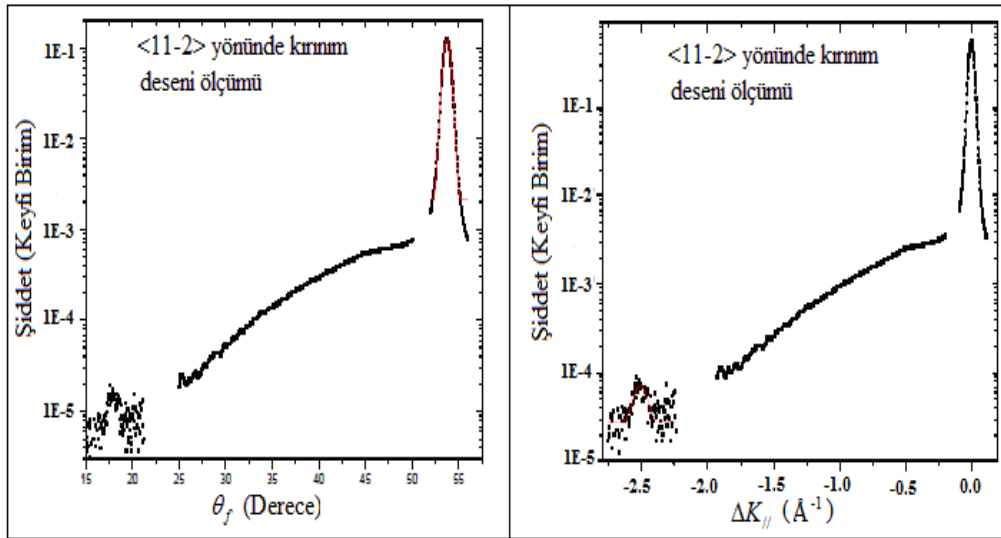 <11-2> yönünde kırınım
deseni ölçümü
Şiddet (Keyfi Birim)
1E-1
1E-2
1E-3
1E-4
1E-5
15 20 25 30 35 40 45 50 55
θf (Derece)
<11-2> yönünde kırınım
deseni ölçümü
Şiddet (Keyfi Birim)
1E-1
1E-2
1E-3
1E-4
1E-5
-2.5 -2.0 -1.5 -1.0 -0.5 0.0
ΔK// (Å-1)